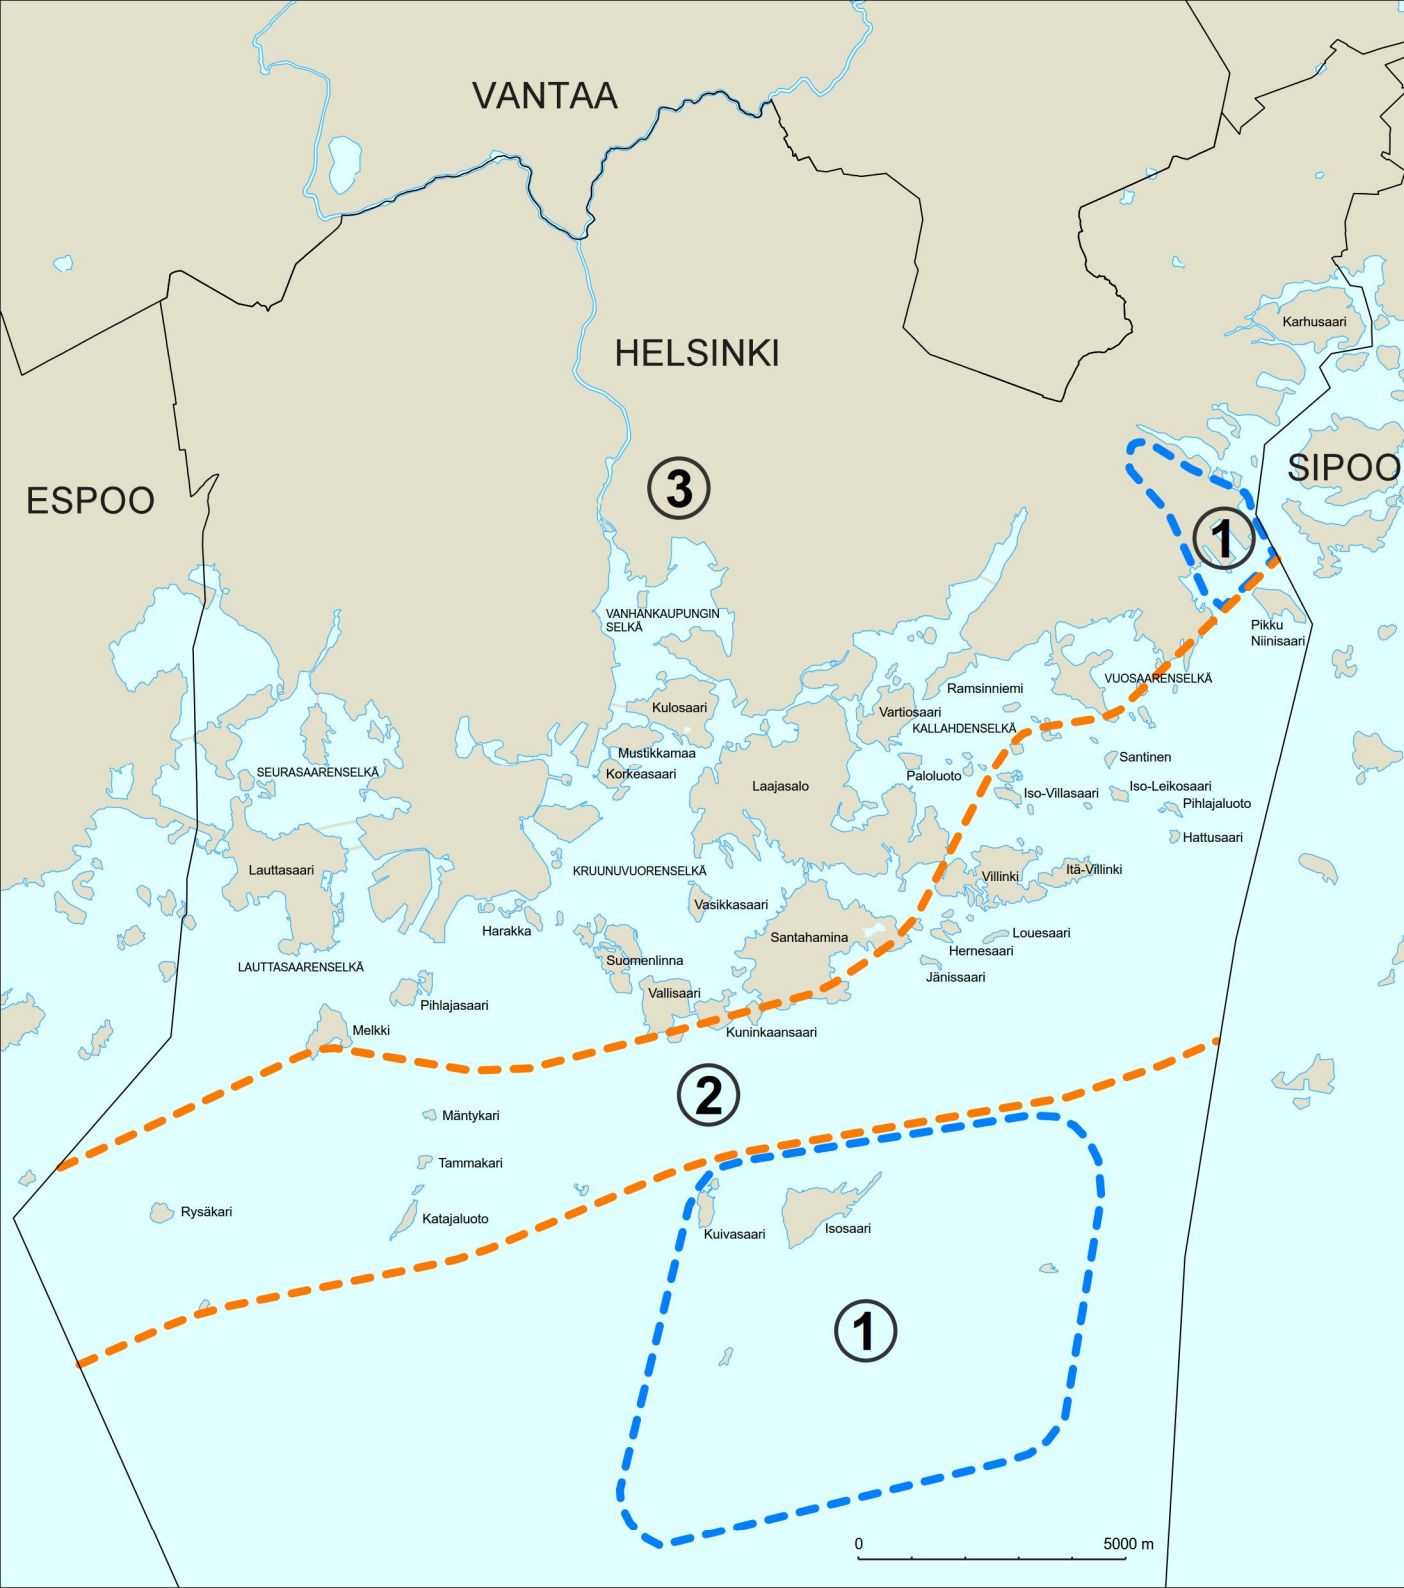 VANTAA
Karhusaari
HELSINKI
SIPOO
3
ESPOO
1
VANHANKAUPUNGIN
SELKÄ
Pikku
Niinisaari
VUOSAARENSELKÄ
Ramsinniemi
Kulosaari
Vartiosaari
KALLAHDENSELKÄ
Mustikkamaa
Santinen
SEURASAARENSELKÄ
Korkeasaari
Paloluoto
Laajasalo
Iso-Leikosaari
Iso-Villasaari
Pihlajaluoto
Hattusaari
Lauttasaari
KRUUNUVUORENSELKÄ
Itä-Villinki
Villinki
Vasikkasaari
Harakka
Santahamina
Louesaari
Hernesaari
Suomenlinna
LAUTTASAARENSELKÄ
Jänissaari
Vallisaari
Pihlajasaari
Melkki
Kuninkaansaari
2
Mäntykari
Tammakari
Rysäkari
Katajaluoto
Isosaari
Kuivasaari
1
0
5000 m